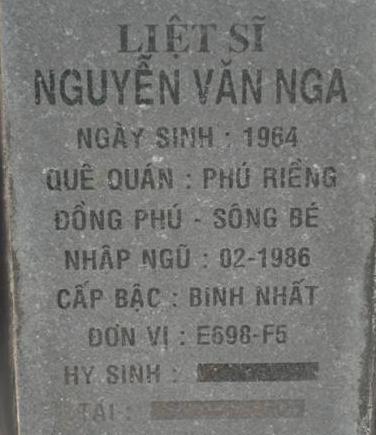 LIỆT SĨ
NGUYỄN VĂN NGA
NGÀY SINH : 1964
QUÊ QUÁN : PHÚ RIỀNG
ĐỒNG PHÚ - SÔNG BÉ
NHẬP NGŨ : 02-1986
CẤP BẬC : BINH NHẤT
ĐƠN VỊ : E698-F5
HY SINH :
TẠI :